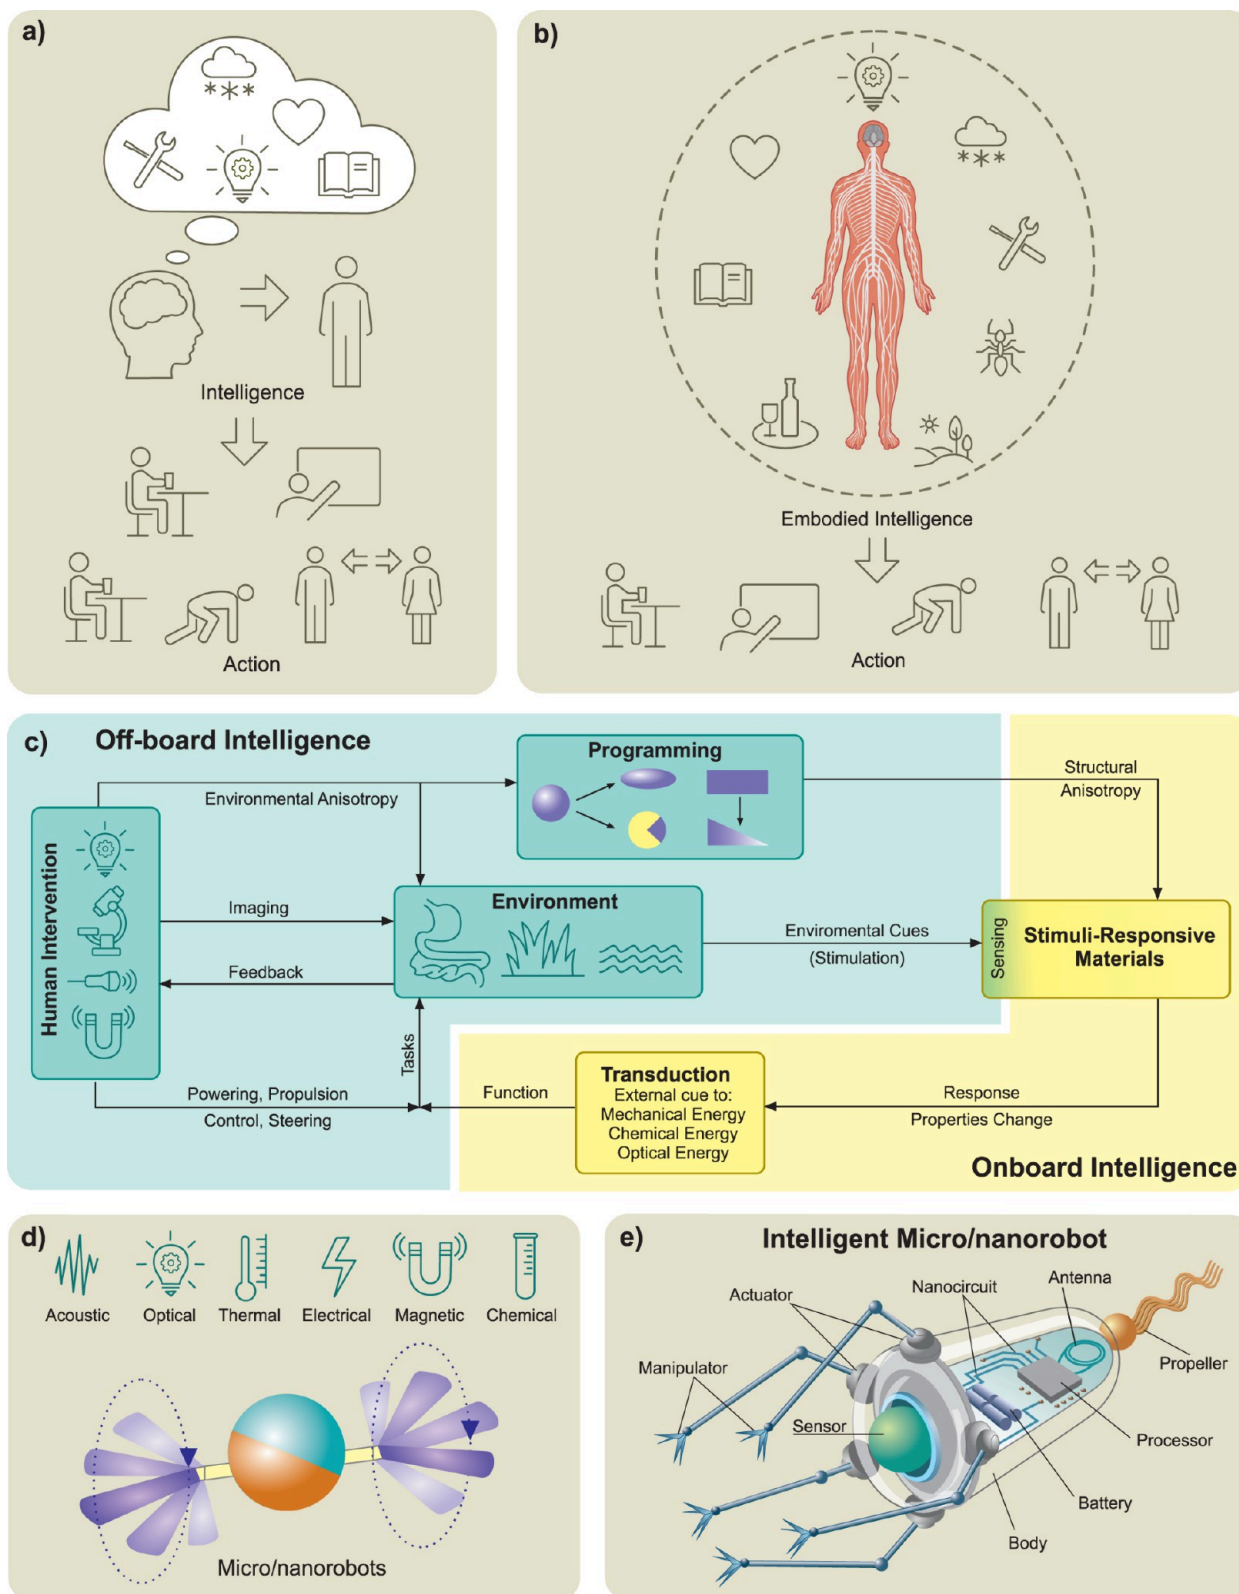 a)
Intelligence
Action
b)
Embodied Intelligence
Action
c)
Off-board Intelligence
Programming
Environmental Anisotropy
Structural
Anisotropy
Human Intervention
Imaging
Environment
Enviromental Cues
(Stimulation)
Sensing
Stimuli-Responsive
Materials
Feedback
Tasks
Powering, Propulsion
Control, Steering
Function
Transduction
External cue to:
Mechanical Energy
Chemical Energy
Optical Energy
Response
Properties Change
Onboard Intelligence
d)
Acoustic
Optical
Thermal
Electrical
Magnetic
Chemical
Micro/nanorobots
e)
Intelligent Micro/nanorobot
Actuator
Nanocircuit
Antenna
Manipulator
Propeller
Sensor
Processor
Battery
Body